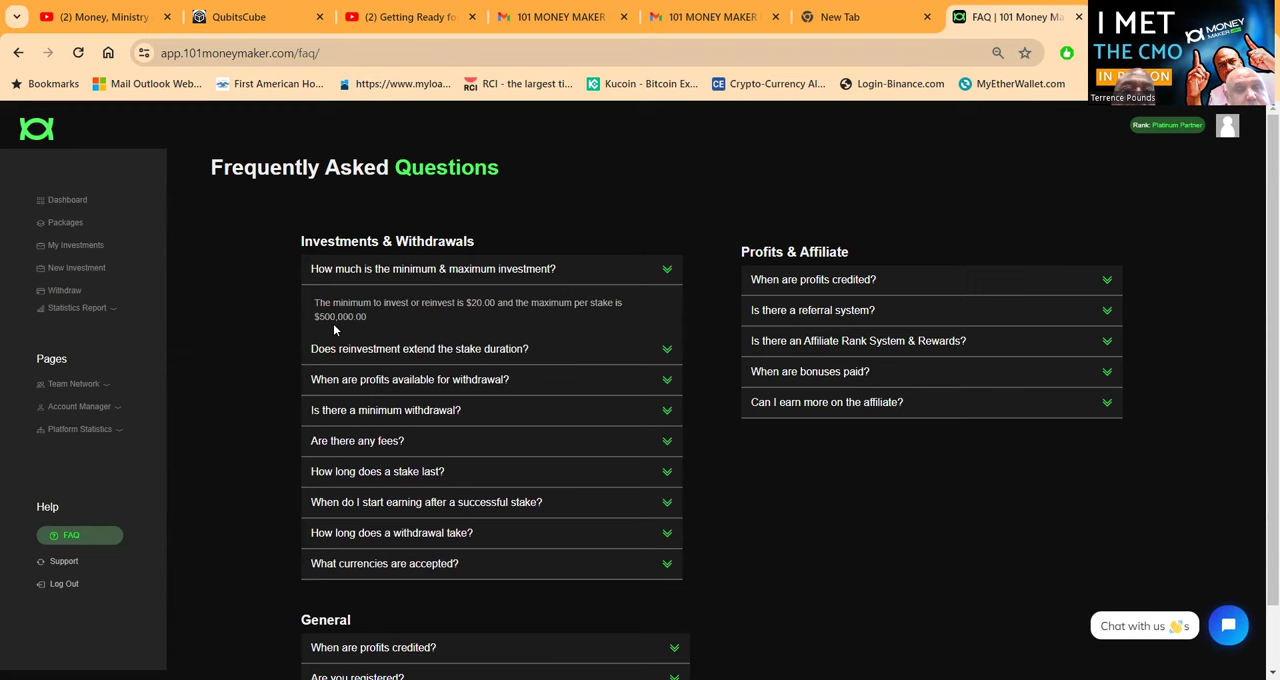 (2) Money, Ministry
QubitsCube
(2) Getting Ready fo
101 MONEY MAKER
101 MONEY MAKER
New Tab
FAQ | 101 Money Ma
app.101moneymaker.com/faq/
Bookmarks
Mail Outlook Web...
First American Ho...
https://www.myloa...
RCI - the largest ti...
Kucoin - Bitcoin Ex...
Crypto-Currency Al...
Login-Binance.com
MyEtherWallet.com
I MET
THE CMO
IN PERSON
MONEY
MAKER
Terrence Pounds
Rank: Platinum Partner
Frequently Asked Questions
Dashboard
Packages
My Investments
New Investment
Withdraw
Statistics Report
Pages
Team Network
Account Manager
Platform Statistics
Help
FAQ
Support
Log Out
Investments & Withdrawals
How much is the minimum & maximum investment?
The minimum to invest or reinvest is $20.00 and the maximum per stake is
$500,000.00
Does reinvestment extend the stake duration?
When are profits available for withdrawal?
Is there a minimum withdrawal?
Are there any fees?
How long does a stake last?
When do I start earning after a successful stake?
How long does a withdrawal take?
What currencies are accepted?
Profits & Affiliate
When are profits credited?
Is there a referral system?
Is there an Affiliate Rank System & Rewards?
When are bonuses paid?
Can I earn more on the affiliate?
General
When are profits credited?
Are you registered?
Chat with us 👋's